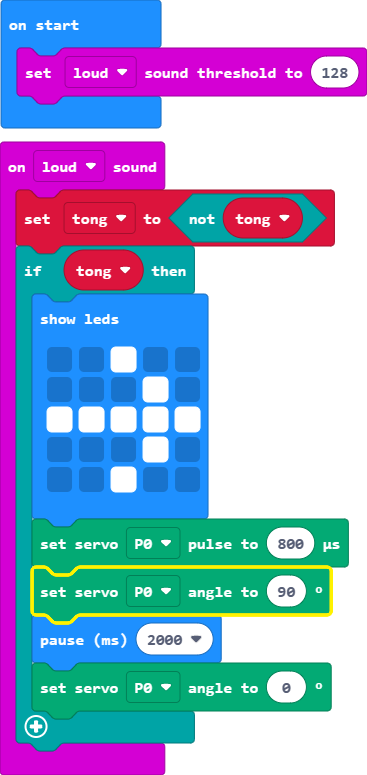 on start
set loud sound threshold to 128
on loud sound
set tong to not tong
if tong then
show leds
set servo P0 pulse to 800 µs
set servo P0 angle to 90 °
pause (ms) 2000
set servo P0 angle to 0 °